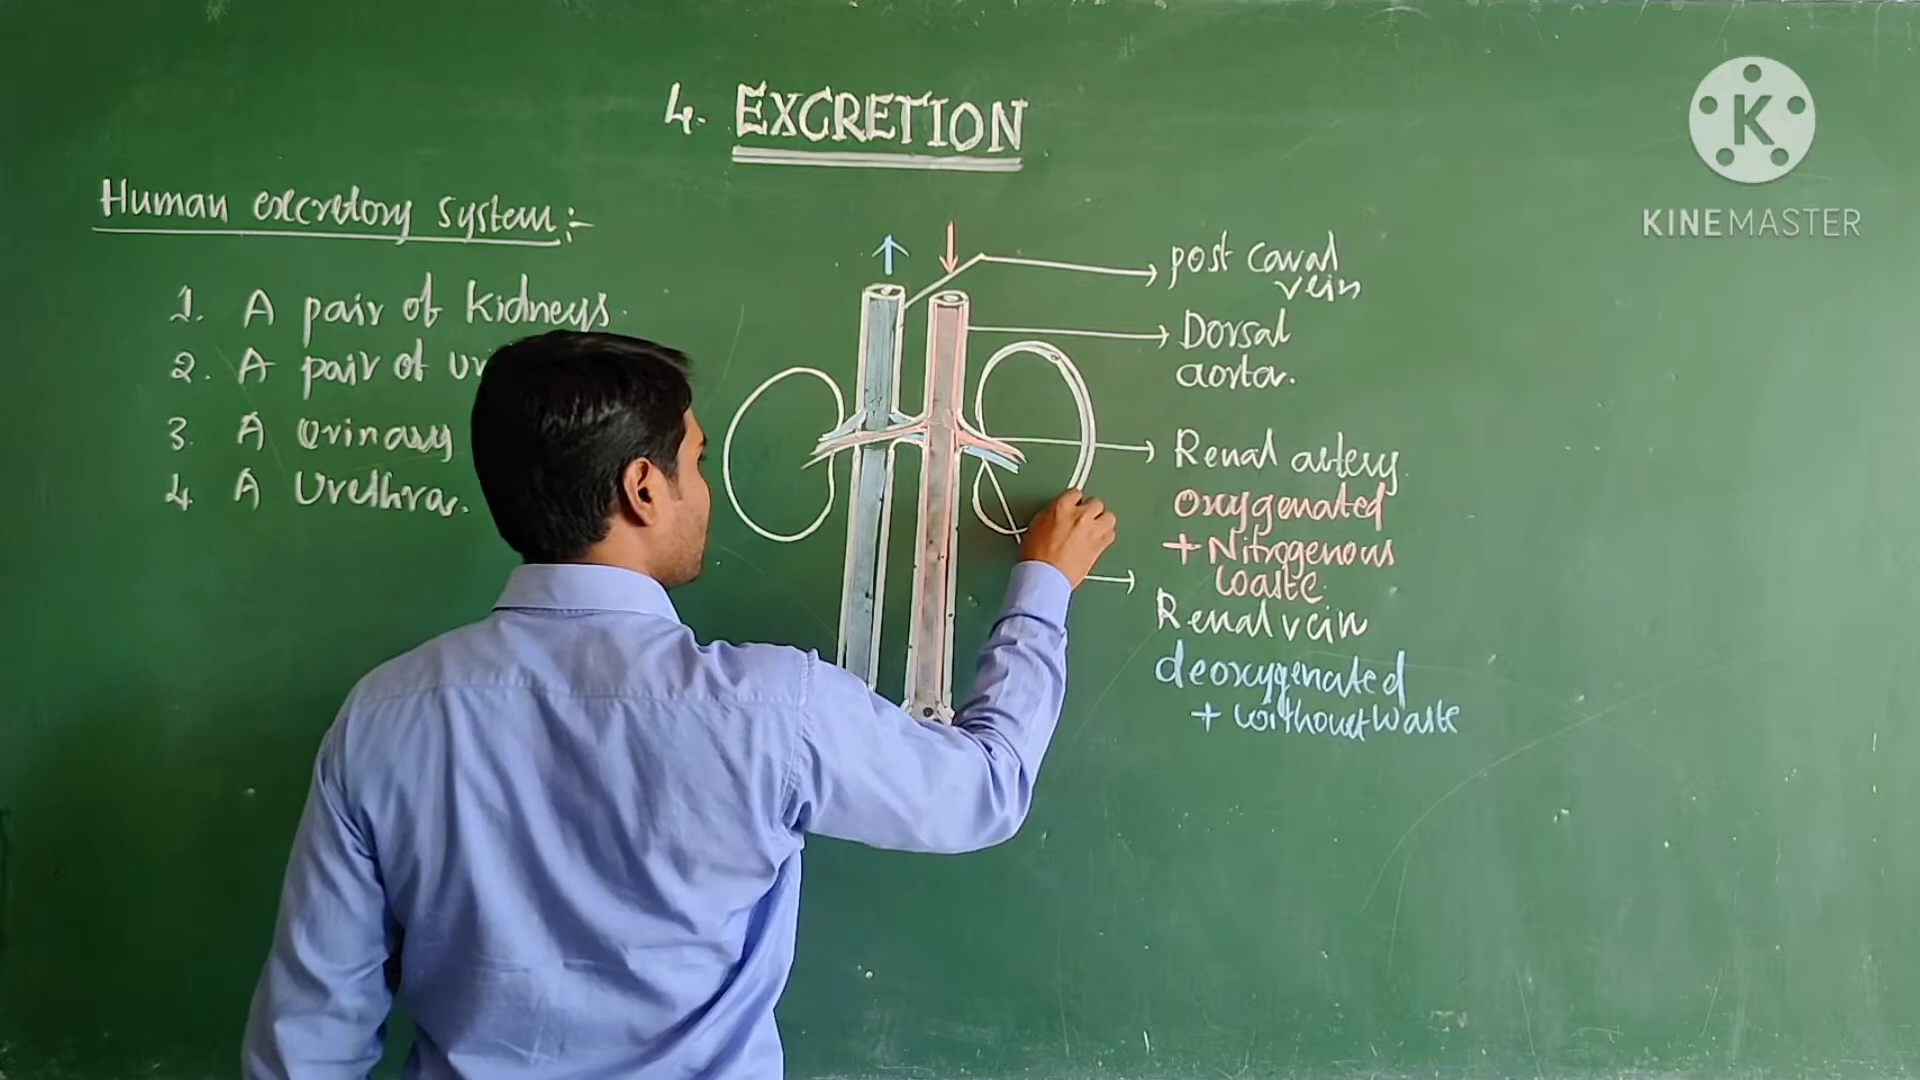 4. EXCRETION
Human excretory system:-
1. A pair of kidneys.
2. A pair of
3. A Urinary
4. A Urethra.
post caval
vein
Dorsal
aorta.
Renal artery
oxygenated
+ Nitrogenous
waste.
Renal vein
deoxygenated
+ without waste
K
KINEMASTER